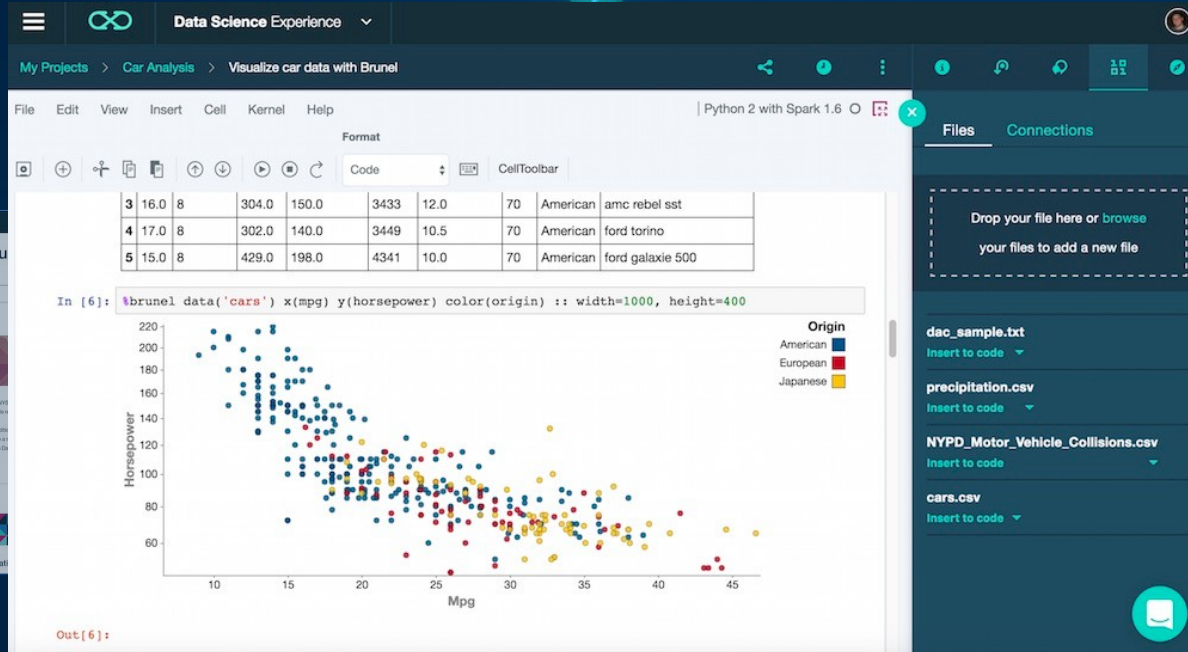 Data Science Experience
My Projects > Car Analysis > Visualize car data with Brunel
File Edit View Insert Cell Kernel Help
| Python 2 with Spark 1.6
Format
Code
CellToolbar
3 16.0 8 304.0 150.0 3433 12.0 70 American amc rebel sst
4 17.0 8 302.0 140.0 3449 10.5 70 American ford torino
5 15.0 8 429.0 198.0 4341 10.0 70 American ford galaxie 500
In [6]: %brunel data('cars') x(mpg) y(horsepower) color(origin) :: width=1000, height=400
220
200
180
160
140
120
100
80
60
Horsepower
10 15 20 25 30 35 40 45
Mpg
Origin
American
European
Japanese
Out[6]:
Files Connections
Drop your file here or browse
your files to add a new file
dac_sample.txt
Insert to code
precipitation.csv
Insert to code
NYPD_Motor_Vehicle_Collisions.csv
Insert to code
cars.csv
Insert to code